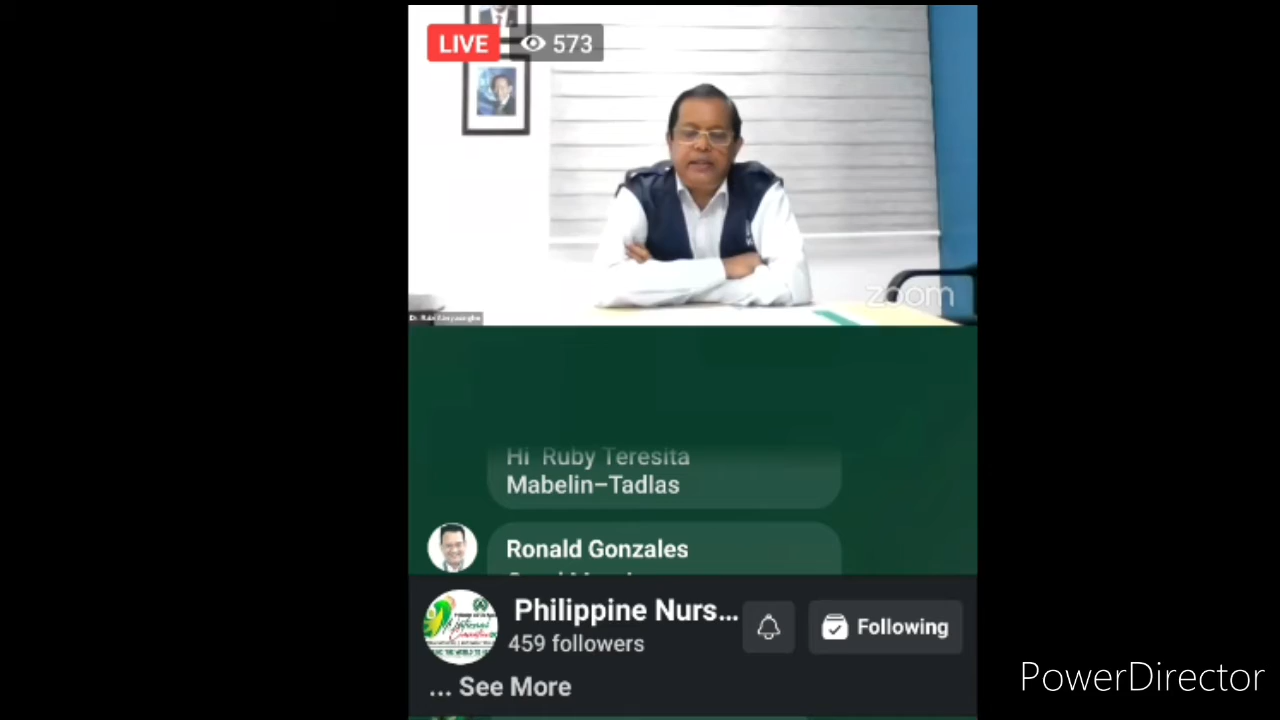 LIVE 573
zoom
Hi Ruby Teresita
Mabelin–Tadlas
Ronald Gonzales
Philippine Nurs...
459 followers
Following
... See More
PowerDirector